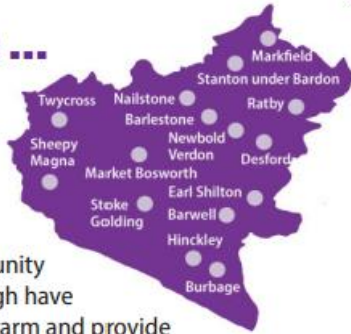 ...
Markfield
Stanton under Bardon
Twycross
Nailstone
Ratby
Barlestone
Newbold
Verdon
Sheepy
Magna
Desford
Market Bosworth
Earl Shilton
Stoke
Golding
Barwell
Hinckley
Burbage
unity
gh have
arm and provide